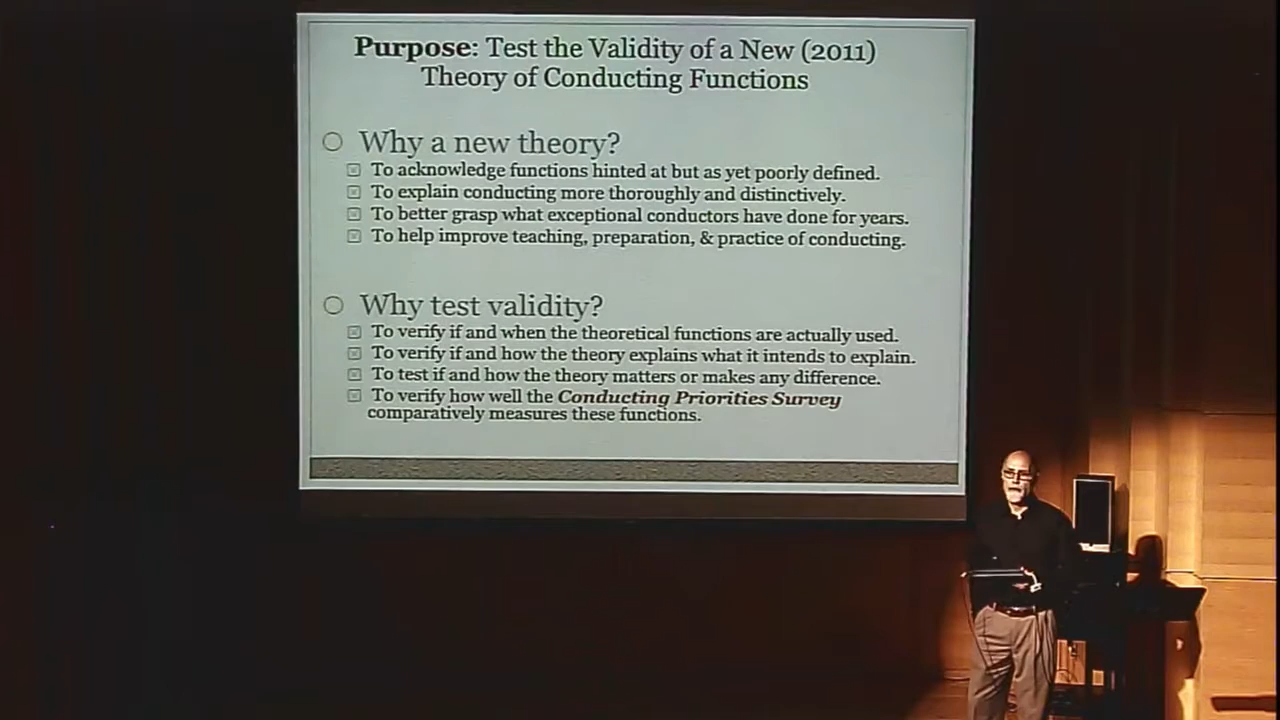 Purpose: Test the Validity of a New (2011)
Theory of Conducting Functions
Why a new theory?
To acknowledge functions hinted at but as yet poorly defined.
To explain conducting more thoroughly and distinctively.
To better grasp what exceptional conductors have done for years.
To help improve teaching, preparation, & practice of conducting.
Why test validity?
To verify if and when the theoretical functions are actually used.
To verify if and how the theory explains what it intends to explain.
To test if and how the theory matters or makes any difference.
To verify how well the Conducting Priorities Survey
comparatively measures these functions.